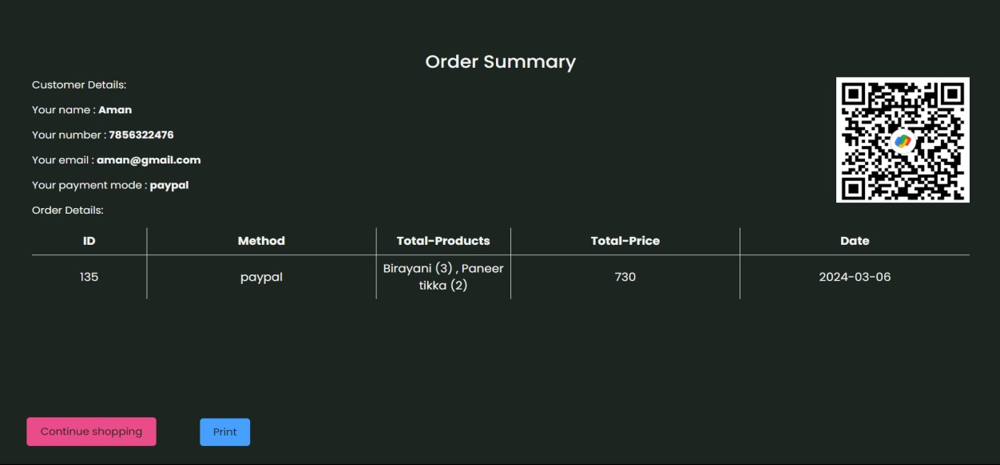 Order Summary
Customer Details:
Your name : Aman
Your number : 7856322476
Your email : aman@gmail.com
Your payment mode : paypal
Order Details:
ID Method Total-Products Total-Price Date
135 paypal Birayani (3) , Paneer tikka (2) 730 2024-03-06
Continue shopping Print